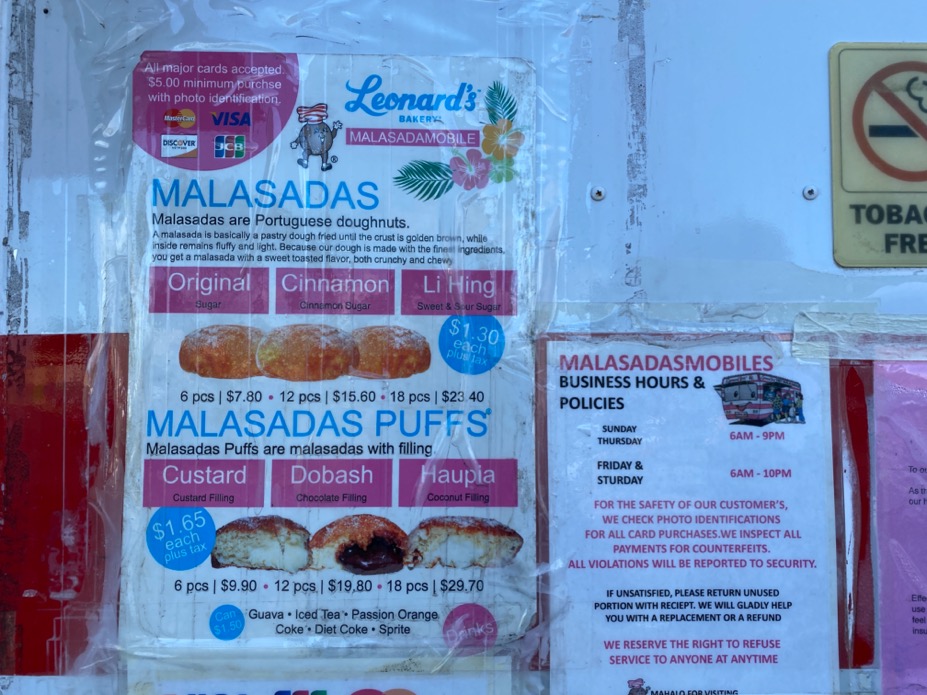 All major cards accepted.
$5.00 minimum purchse
with photo identification.
MasterCard
VISA
DISCOVER
JCB
Leonard's
BAKERY
MALASADAMOBILE
®
MALASADAS
Malasadas are Portuguese doughnuts.
A malasada is basically a pastry dough fried until the crust is golden brown, while
inside remains fluffy and light. Because our dough is made with the finest ingredients,
you get a malasada with a sweet toasted flavor, both crunchy and chewy
Original
Sugar
Cinnamon
Cinnamon Sugar
Li Hing
Sweet & Sour Sugar
$1.30
each
plus tax
6 pcs | $7.80 • 12 pcs | $15.60 • 18 pcs | $23.40
MALASADAS PUFFS®
Malasadas Puffs are malasadas with filling.
Custard
Custard Filling
Dobash
Chocolate Filling
Haupia
Coconut Filling
$1.65
each
plus tax
6 pcs | $9.90 • 12 pcs | $19.80 • 18 pcs | $29.70
Can
$1.50
Guava • Iced Tea • Passion Orange
Coke • Diet Coke • Sprite
Drinks
TOBAC
FRE
MALASADASMOBILES
BUSINESS HOURS &
POLICIES
SUNDAY
THURSDAY
6AM - 9PM
FRIDAY &
STURDAY
6AM - 10PM
FOR THE SAFETY OF OUR CUSTOMER'S,
WE CHECK PHOTO IDENTIFICATIONS
FOR ALL CARD PURCHASES.WE INSPECT ALL
PAYMENTS FOR COUNTERFEITS.
ALL VIOLATIONS WILL BE REPORTED TO SECURITY.
IF UNSATISFIED, PLEASE RETURN UNUSED
PORTION WITH RECIEPT. WE WILL GLADLY HELP
YOU WITH A REPLACEMENT OR A REFUND
WE RESERVE THE RIGHT TO REFUSE
SERVICE TO ANYONE AT ANYTIME
MAHALO FOR VISITING
To
As
our
Effe
use
feel
insu